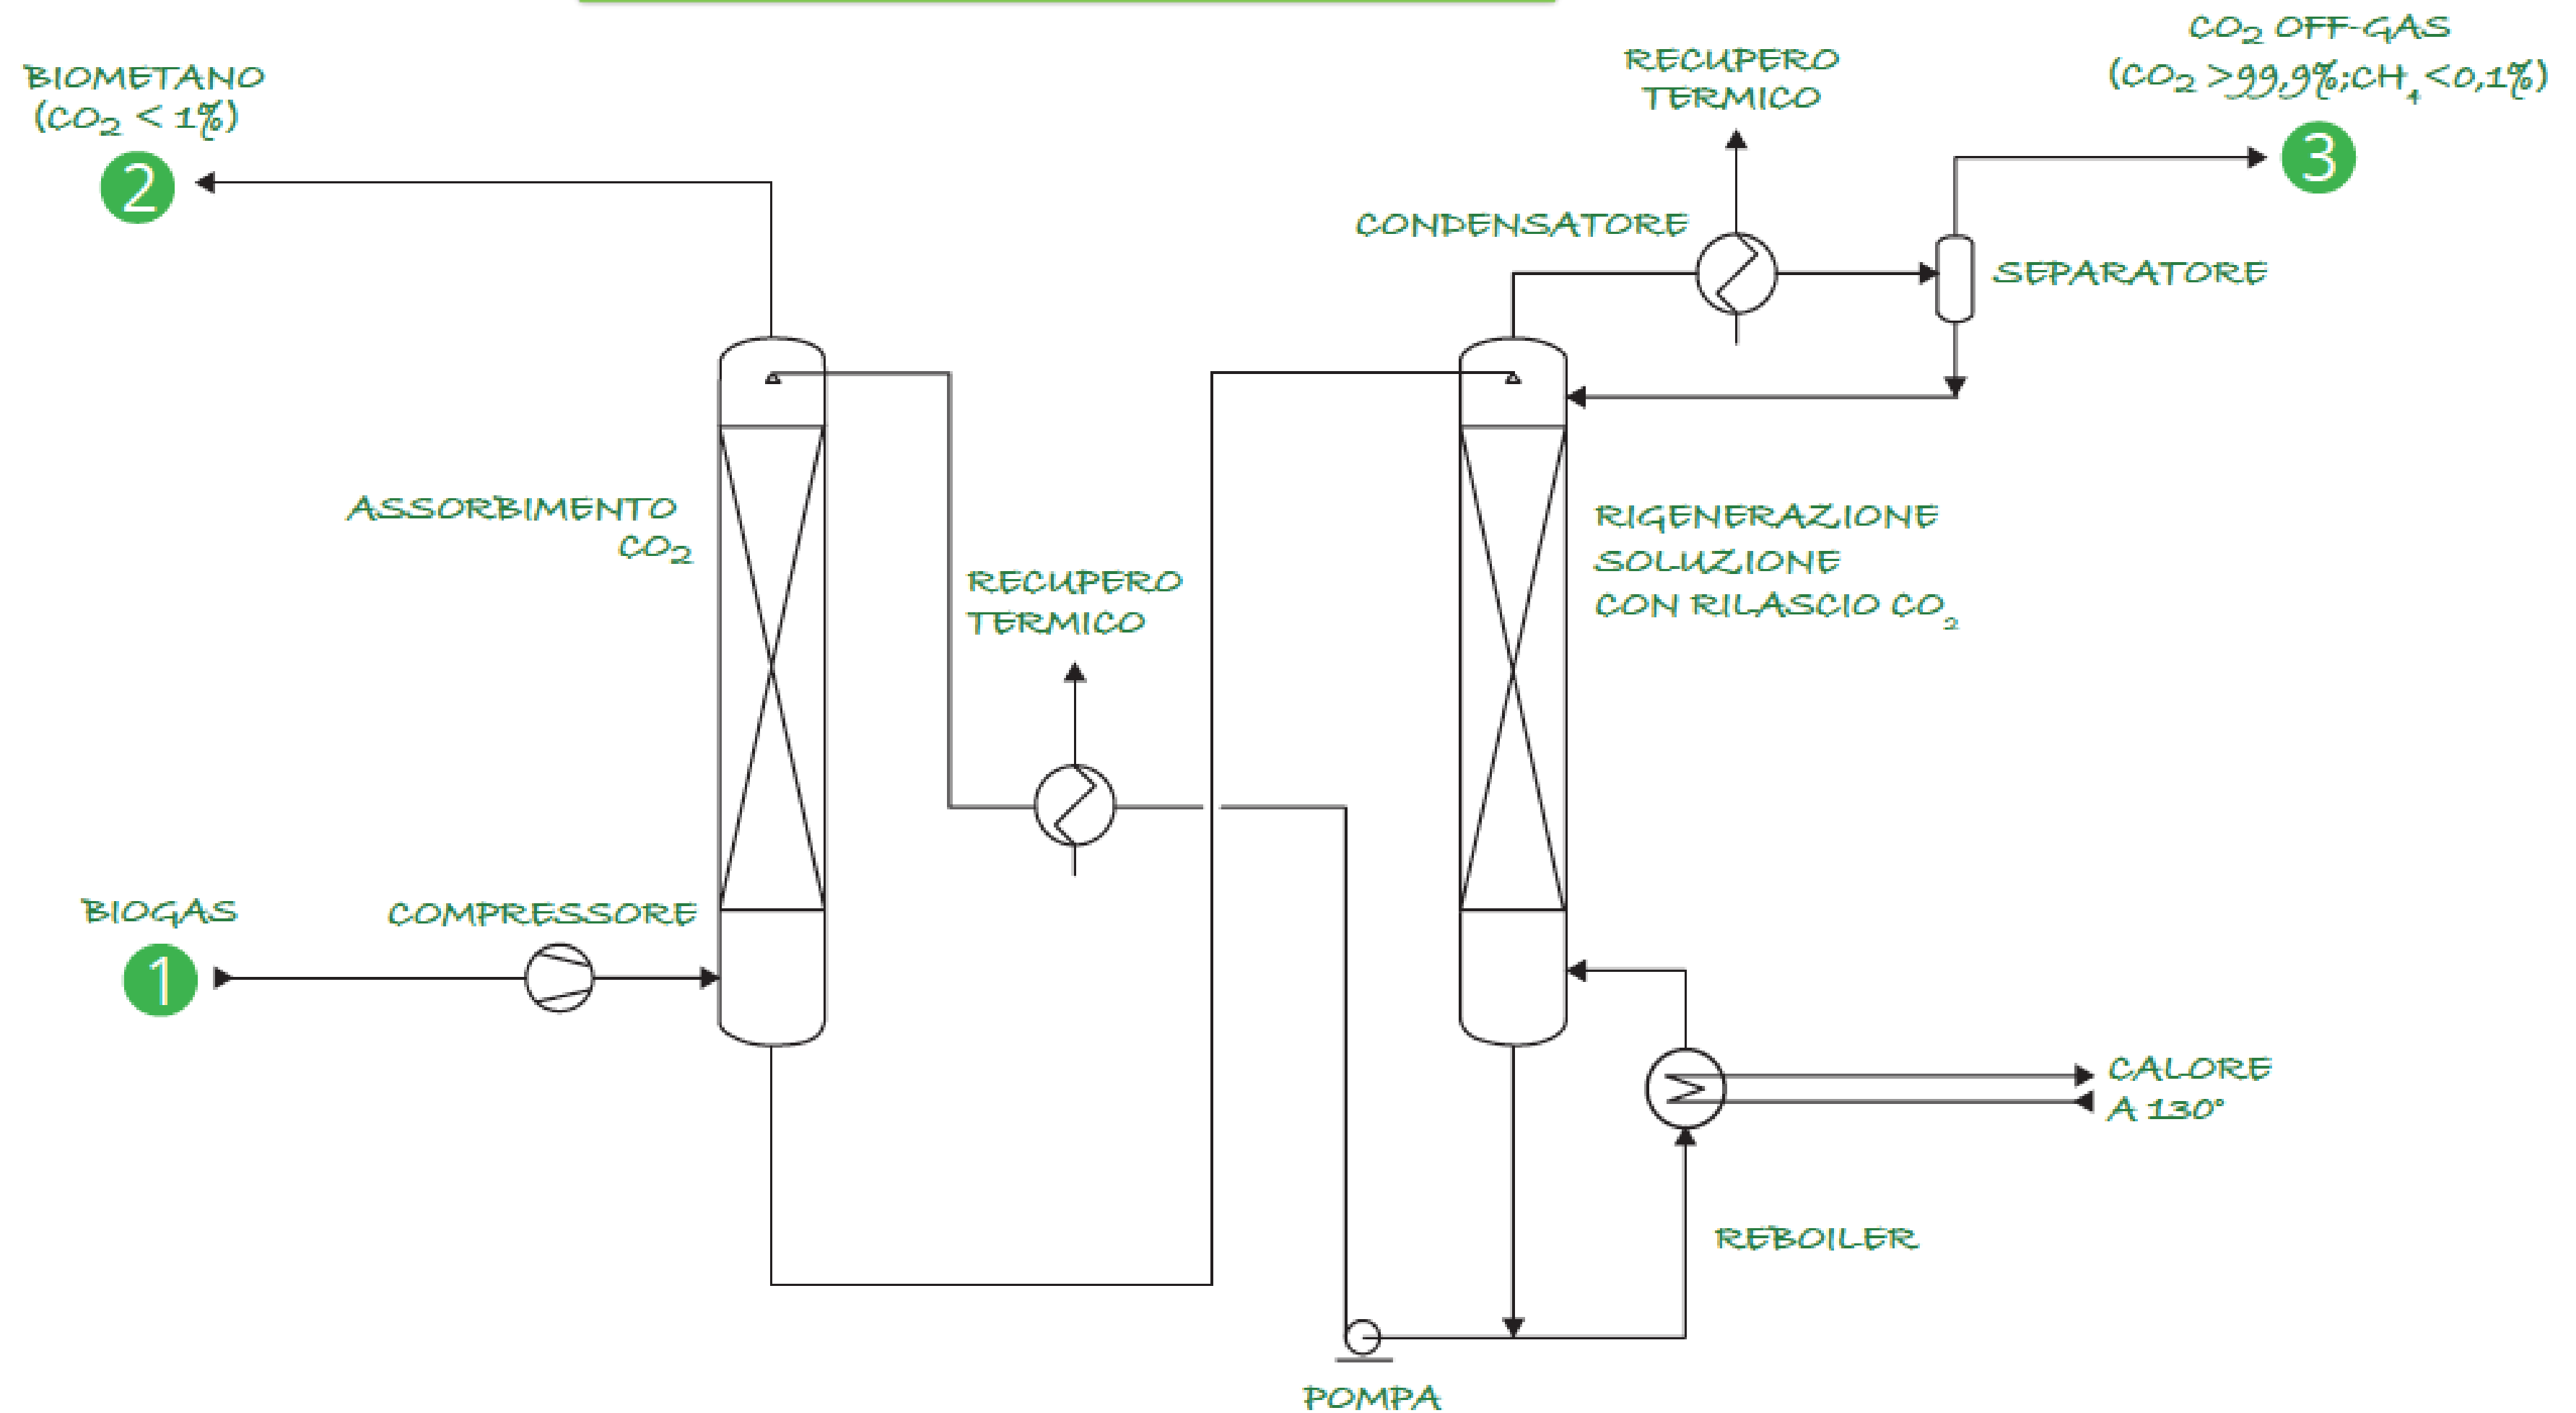 BIOMETANO
(CO2 < 1%)
2
RECUPERO
TERMICO
CO2 OFF-GAS
(CO2 >99,9%;CH4 <0,1%)
3
CONDENSATORE
SEPARATORE
ASSORBIMENTO
CO2
RECUPERO
TERMICO
RIGENERAZIONE
SOLUZIONE
CON RILASCIO CO2
BIOGAS
1
COMPRESSORE
CALORE
A 130°
REBOILER
POMPA